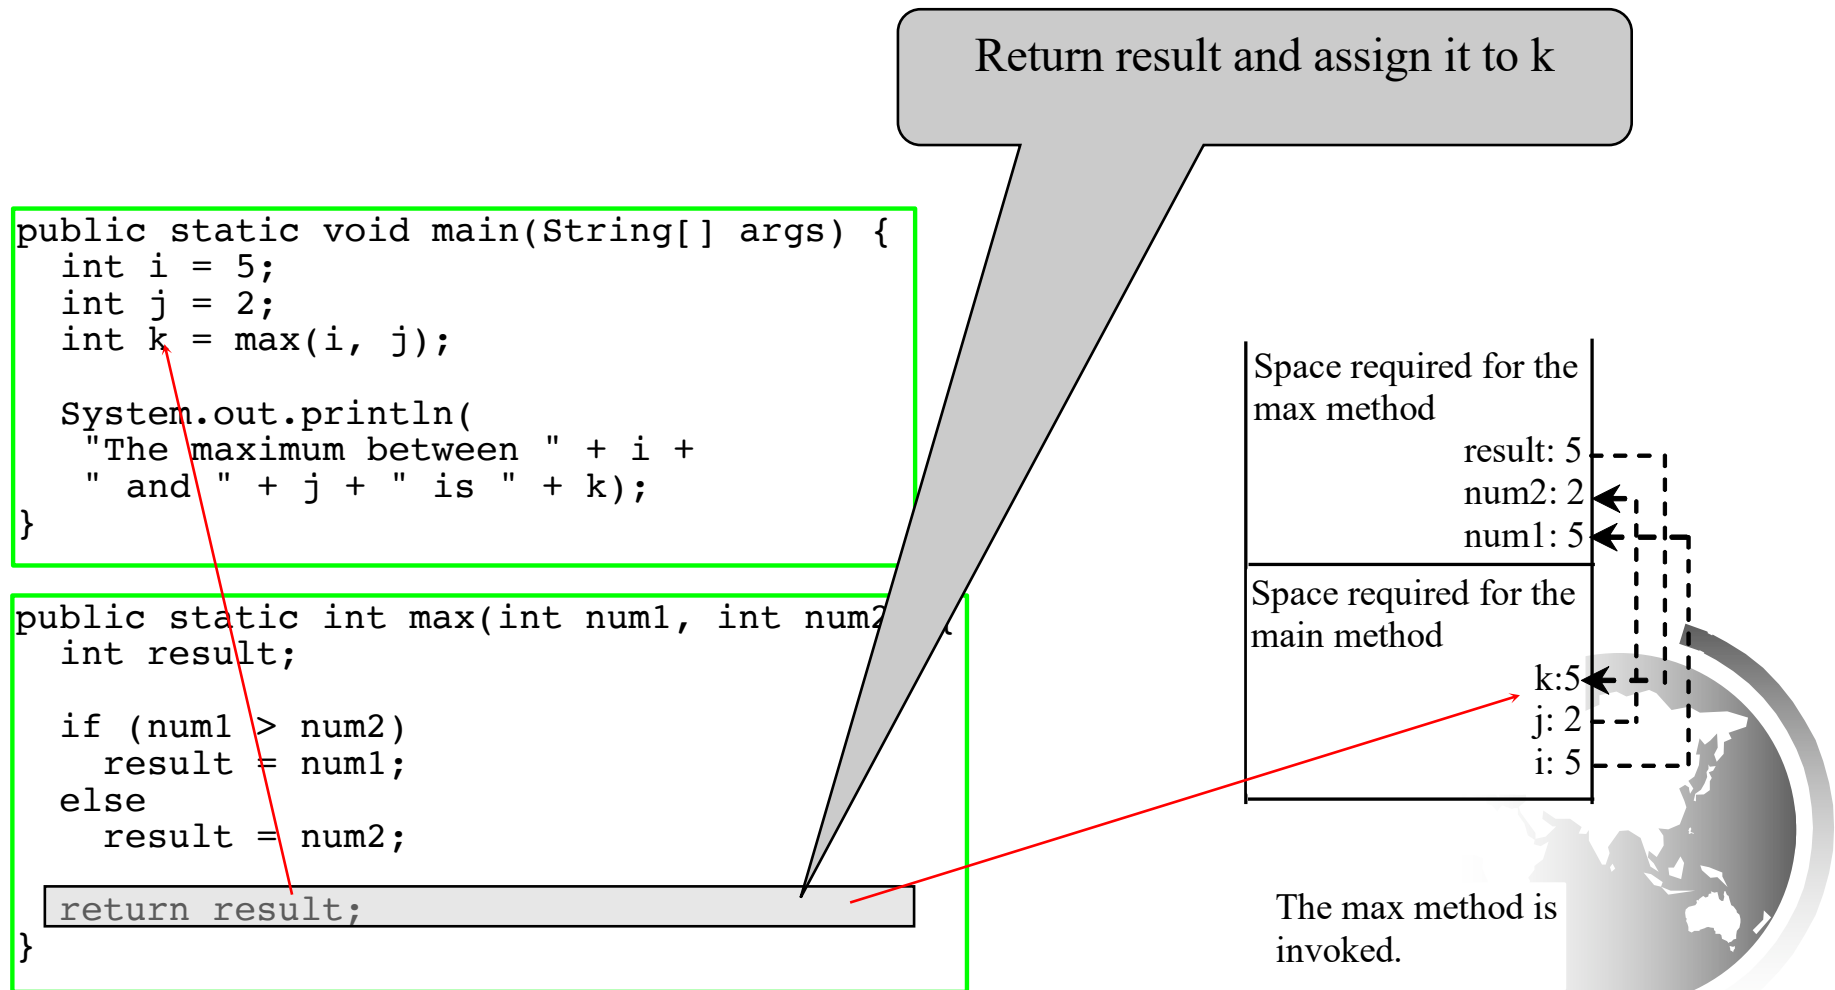 Return result and assign it to k
public static void main(String[] args) {
  int i = 5;
  int j = 2;
  int k = max(i, j);
  System.out.println(
   "The maximum between " + i +
   " and " + j + " is " + k);
}
public static int max(int num1, int num2 {
  int result;
  if (num1 > num2)
    result = num1;
  else
    result = num2;
  return result;
}
Space required for the
max method
result: 5
num2: 2
num1: 5
Space required for the
main method
k:5
j: 2
i: 5
The max method is
invoked.